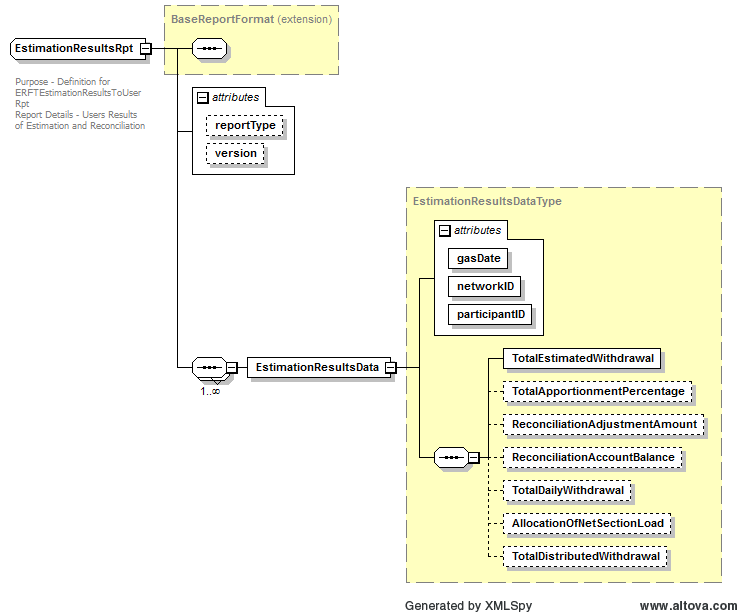 BaseReportFormat (extension)
EstimationResultsRpt
Purpose - Definition for
ERFTEstimationResultsToUser
Rpt
Report Details - Users Results
of Estimation and Reconciliation
attributes
reportType
version
EstimationResultsDataType
attributes
gasDate
networkID
participantID
EstimationResultsData
1..∞
TotalEstimatedWithdrawal
TotalApportionmentPercentage
ReconciliationAdjustmentAmount
ReconciliationAccountBalance
TotalDailyWithdrawal
AllocationOfNetSectionLoad
TotalDistributedWithdrawal
Generated by XMLSpy www.altova.com